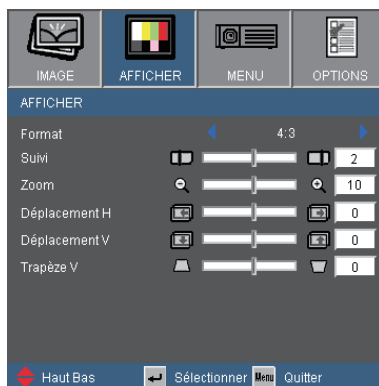 IMAGE AFFICHER MENU OPTIONS
AFFICHER
Format 4:3
Suivi 2
Zoom 10
Déplacement H 0
Déplacement V 0
Trapèze V 0
Haut Bas Sélectionner Menu Quitter